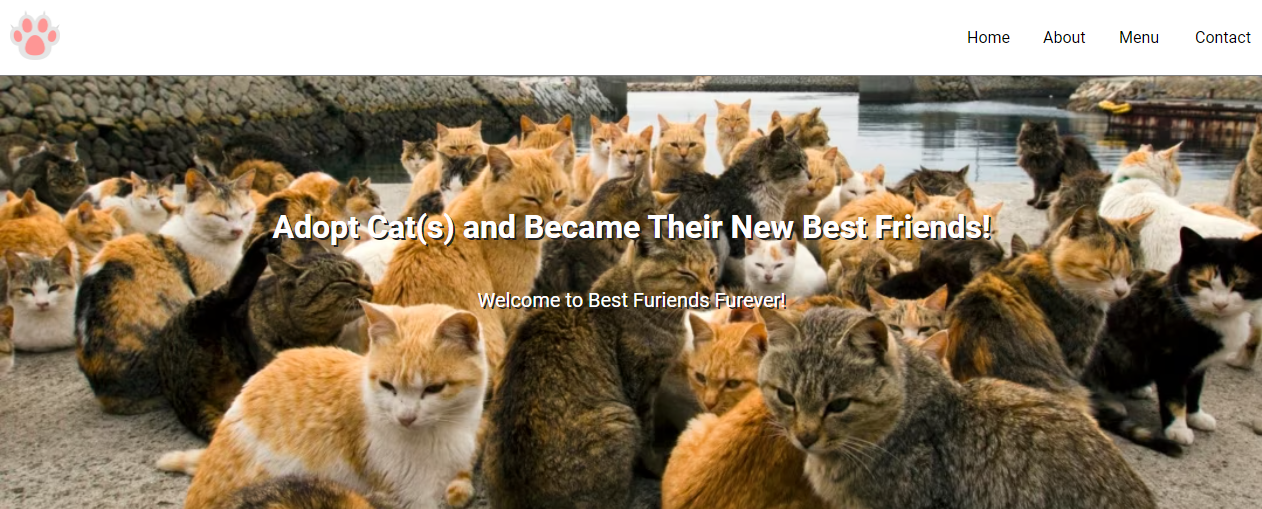 Home About Menu Contact
Adopt Cat(s) and Became Their New Best Friends!
Welcome to Best Furiends Furever!